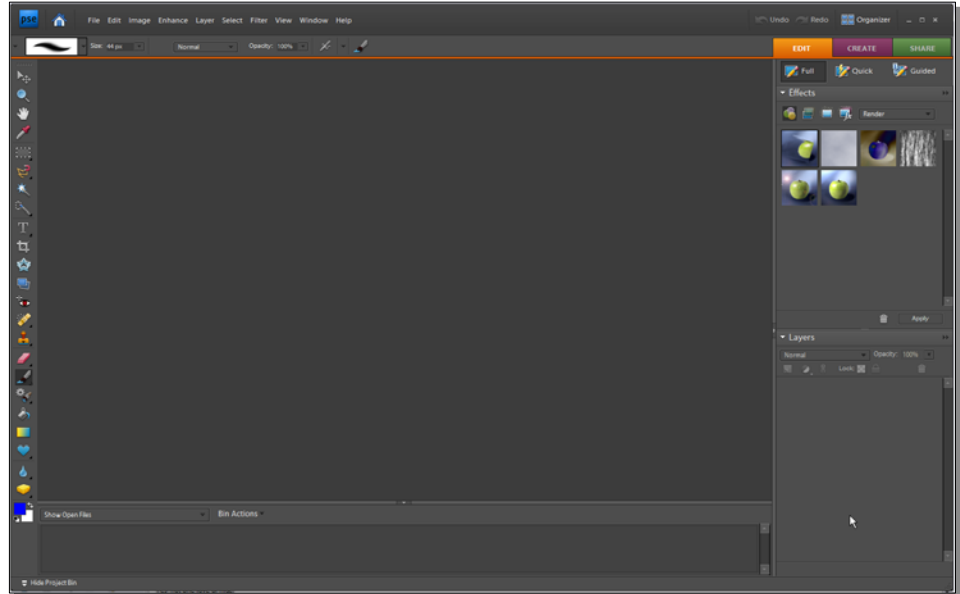 pse File Edit Image Enhance Layer Select Filter View Window Help Undo Redo Organizer
Size: 44 px Normal Opacity: 100% EDIT CREATE SHARE
Full Quick Guided
Effects
Render
T
Apply
Layers
Normal Opacity: 100%
Lock:
Show Open Files Bin Actions
Hide Project Bin